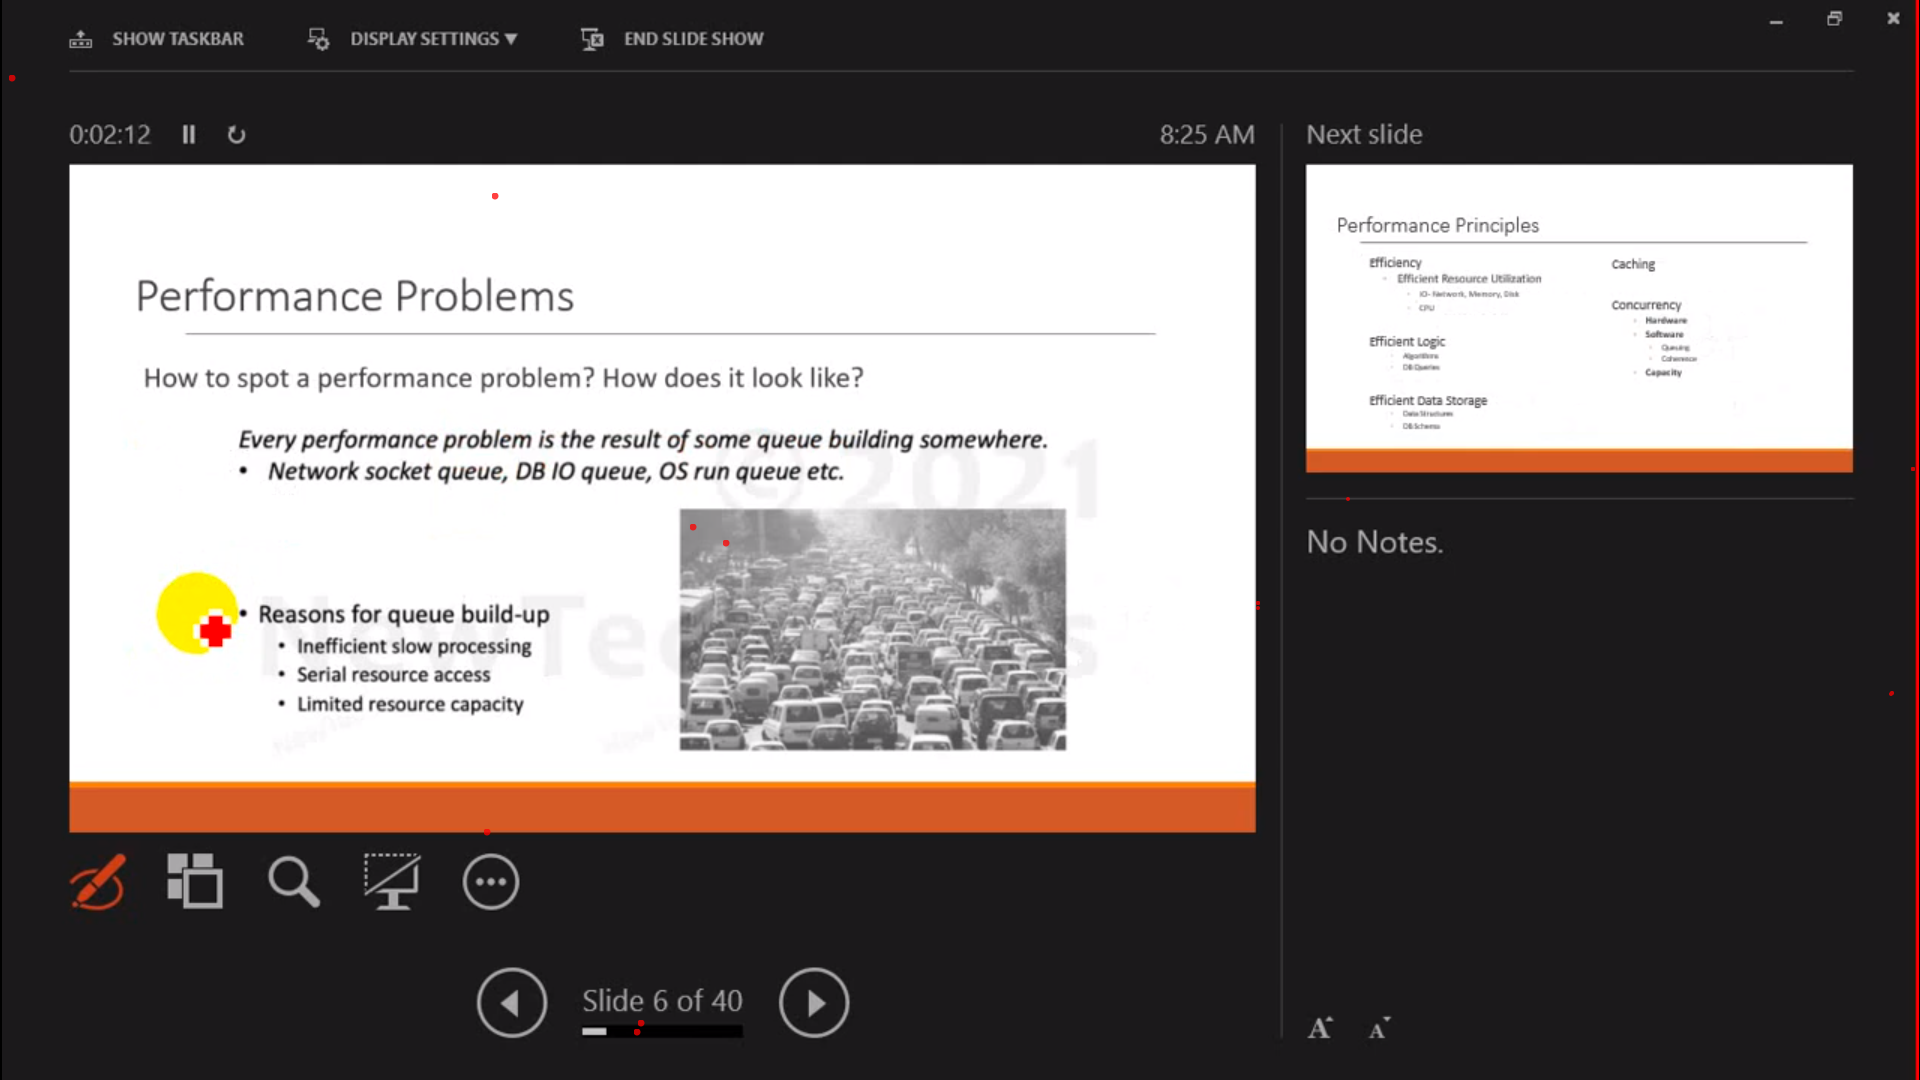 SHOW TASKBAR
DISPLAY SETTINGS ▼
END SLIDE SHOW
0:02:12
8:25 AM
Performance Problems
How to spot a performance problem? How does it look like?
Every performance problem is the result of some queue building somewhere.
• Network socket queue, DB IO queue, OS run queue etc.
© 2021
• Reasons for queue build-up
• Inefficient slow processing
• Serial resource access
• Limited resource capacity
Slide 6 of 40
Next slide
Performance Principles
Efficiency
Efficient Resource Utilization
IO- Network, Memory, Disk
CPU
Efficient Logic
Algorithms
DB Queries
Efficient Data Storage
Data Structures
DB Schema
Caching
Concurrency
Hardware
Software
Queuing
Coherence
Capacity
No Notes.
A
A